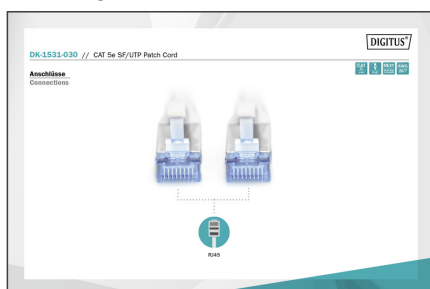 DIGITUS®
DK-1531-030 // CAT 5e SF/UTP Patch Cord
Anschlüsse
Connections
RJ45